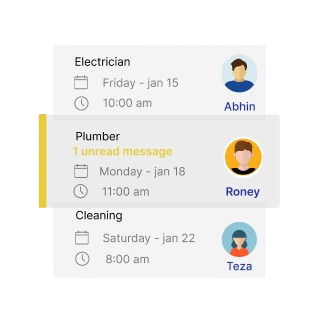 Electrician
Friday - jan 15
10:00 am
Abhin
Plumber
1 unread message
Monday - jan 18
11:00 am
Roney
Cleaning
Saturday - jan 22
8:00 am
Teza